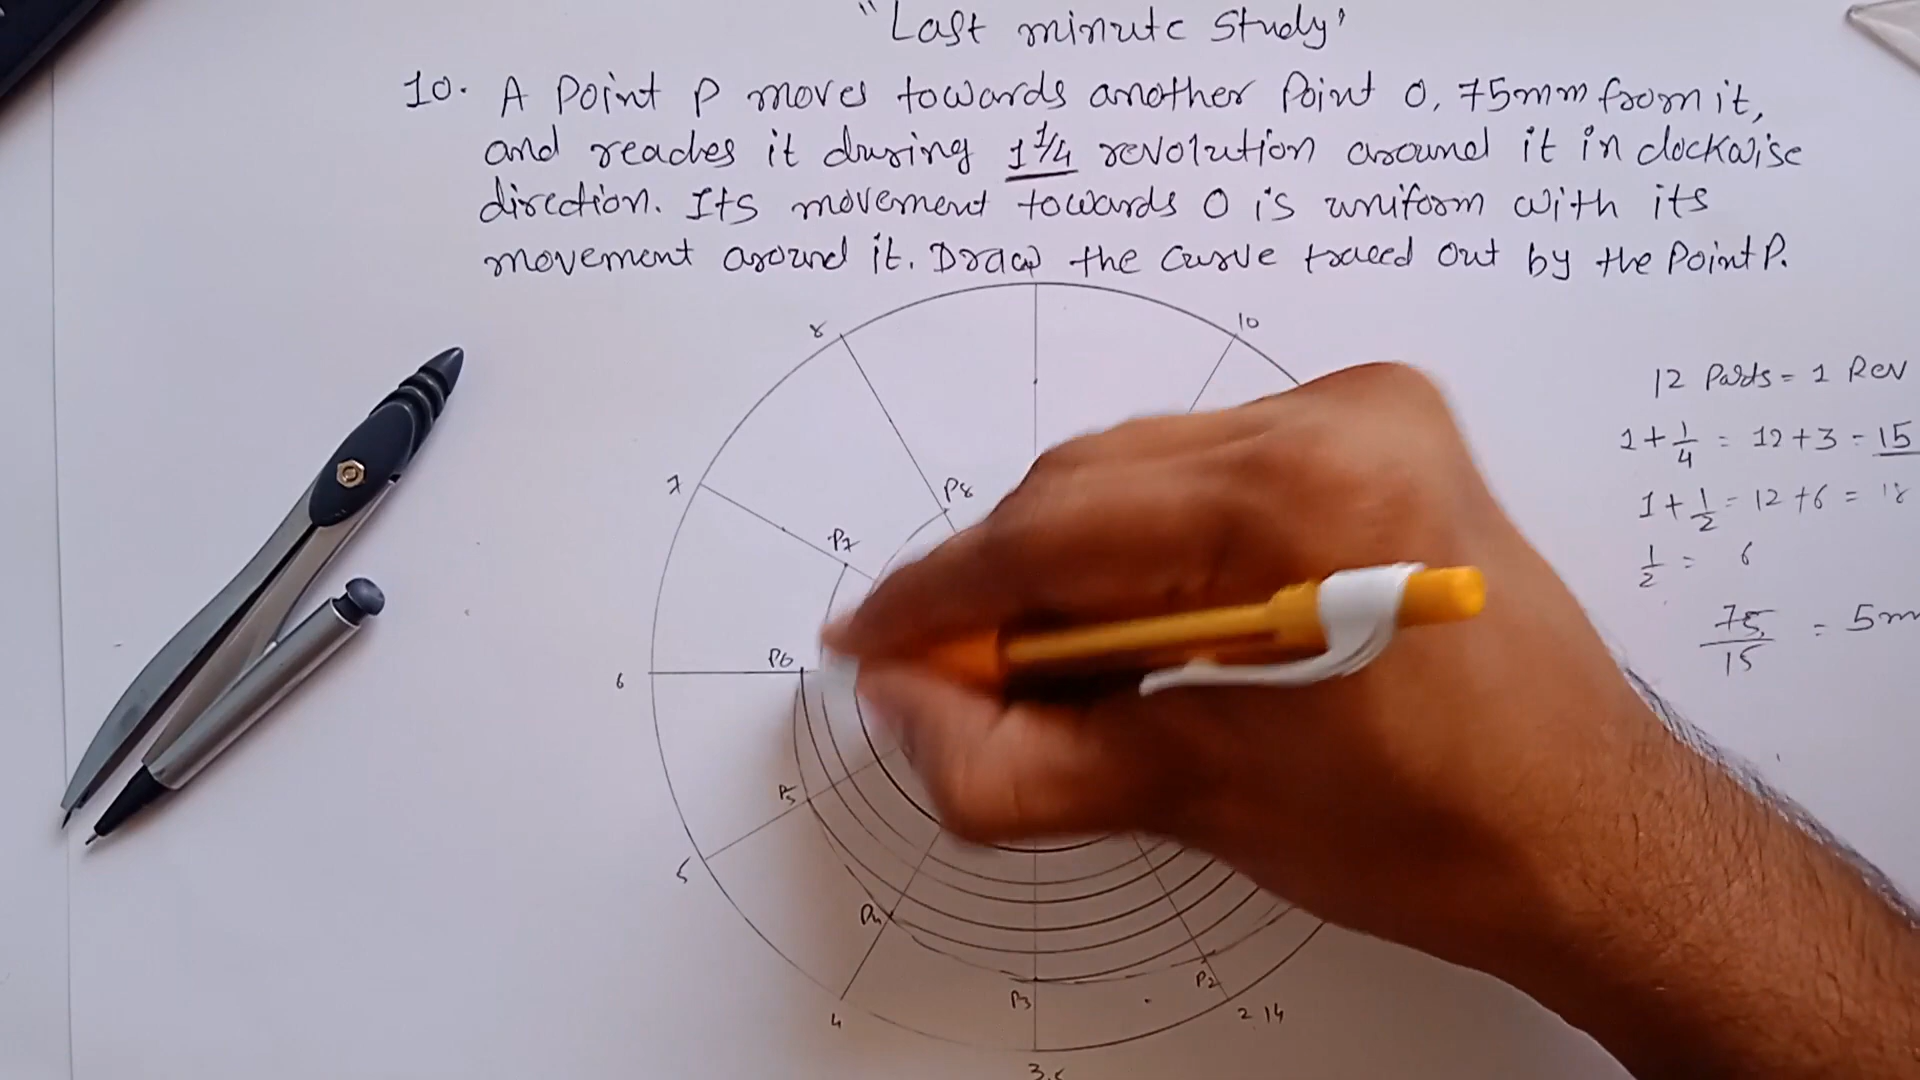 "Last minute study'
10. A Point P moves towards another Point O, 75mm from it,
and reaches it during 1 1/4 revolution around it in clockwise
direction. Its movement towards O is uniform with its
movement around it. Draw the curve traced out by the Point P.
8
10
12 Parts = 1 Rev
1 + 1/4 = 12 + 3 = 15
1 + 1/2 = 12 + 6 = 18
1/2 = 6
75/15 = 5m
7
P8
P7
6
P6
P5
5
P4
P3
P2
4
2 14